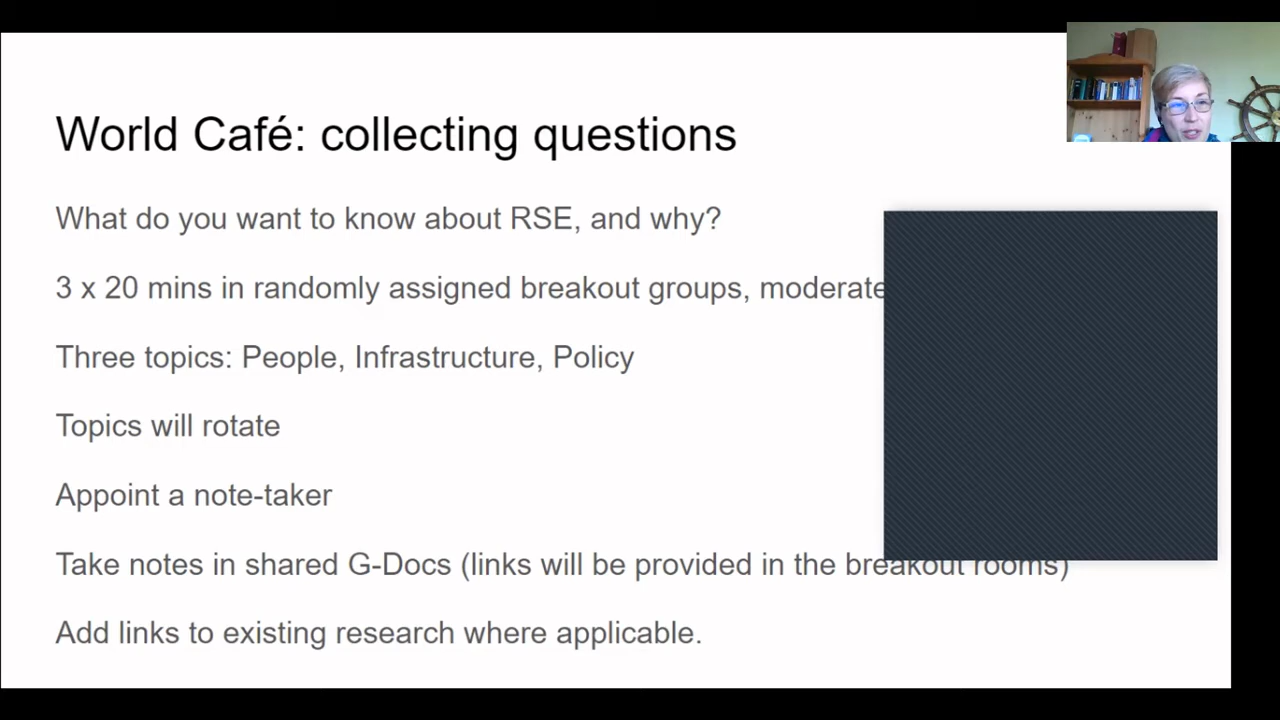 World Café: collecting questions
What do you want to know about RSE, and why?
3 x 20 mins in randomly assigned breakout groups,
Three topics: People, Infrastructure, Policy
Topics will rotate
Appoint a note-taker
Take notes in shared G-Docs (links will be provided in the breakout rooms)
Add links to existing research where applicable.